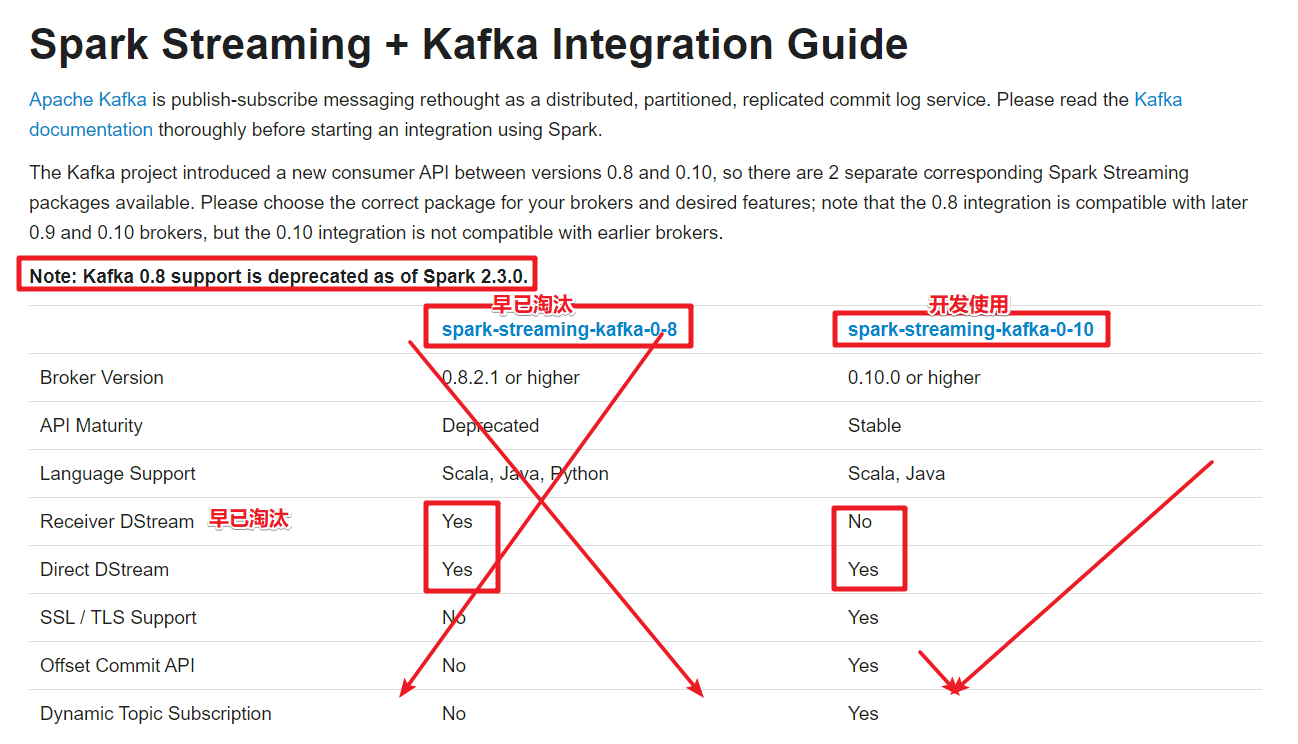 Spark Streaming + Kafka Integration Guide
Apache Kafka is publish-subscribe messaging rethought as a distributed, partitioned, replicated commit log service. Please read the Kafka
documentation thoroughly before starting an integration using Spark.
The Kafka project introduced a new consumer API between versions 0.8 and 0.10, so there are 2 separate corresponding Spark Streaming
packages available. Please choose the correct package for your brokers and desired features; note that the 0.8 integration is compatible with later
0.9 and 0.10 brokers, but the 0.10 integration is not compatible with earlier brokers.
Note: Kafka 0.8 support is deprecated as of Spark 2.3.0.
早已淘汰 开发使用
spark-streaming-kafka-0-8 spark-streaming-kafka-0-10
Broker Version 0.8.2.1 or higher 0.10.0 or higher
API Maturity Deprecated Stable
Language Support Scala, Java, Python Scala, Java
Receiver DStream 早已淘汰 Yes No
Direct DStream Yes Yes
SSL / TLS Support No Yes
Offset Commit API No Yes
Dynamic Topic Subscription No Yes